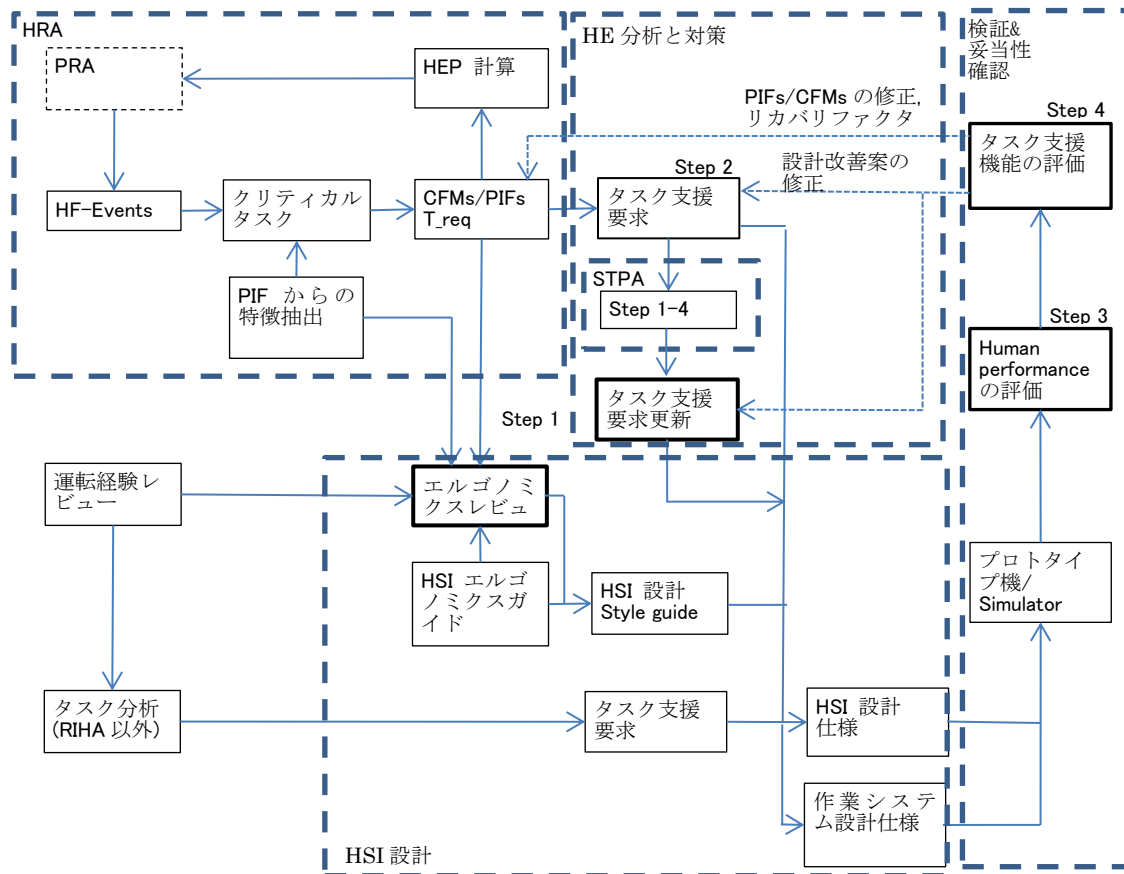 HRA
PRA
HEP 計算
HF-Events
クリティカル
タスク
CFMs/PIFs
T_req
PIF からの
特徴抽出
HE 分析と対策
PIFs/CFMs の修正,
リカバリファクタ
Step 2
設計改善案の
修正
タスク支援
要求
STPA
Step 1-4
タスク支援
要求更新
検証&
妥当性
確認
Step 4
タスク支援
機能の評価
Step 3
Human
performance
の評価
Step 1
運転経験レ
ビュー
エルゴノミ
クスレビュ
HSI エルゴ
ノミクスガ
イド
HSI 設計
Style guide
プロトタイ
プ機/
Simulator
タスク分析
(RIHA 以外)
タスク支援
要求
HSI 設計
仕様
作業システ
ム設計仕様
HSI 設計